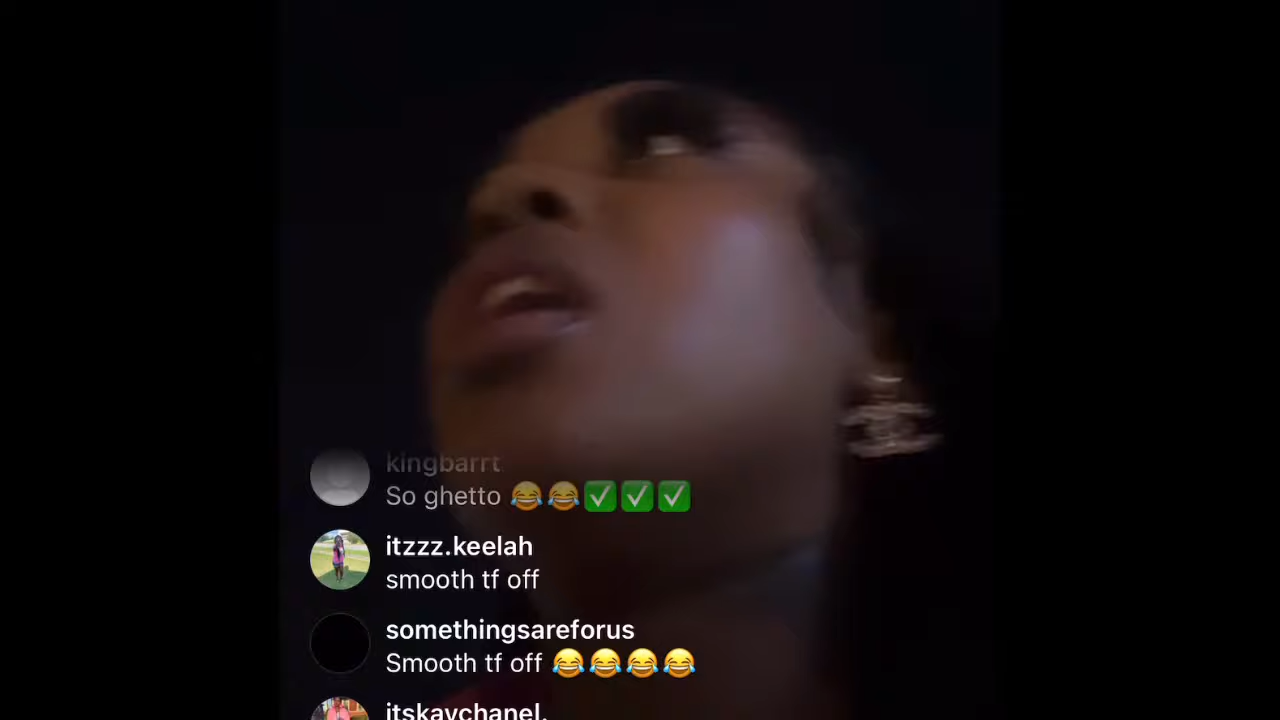 kingbarrt
So ghetto 😂😂✅✅✅
itzzz.keelah
smooth tf off
somethingsareforus
Smooth tf off 😂😂😂😂
itskaychanel.